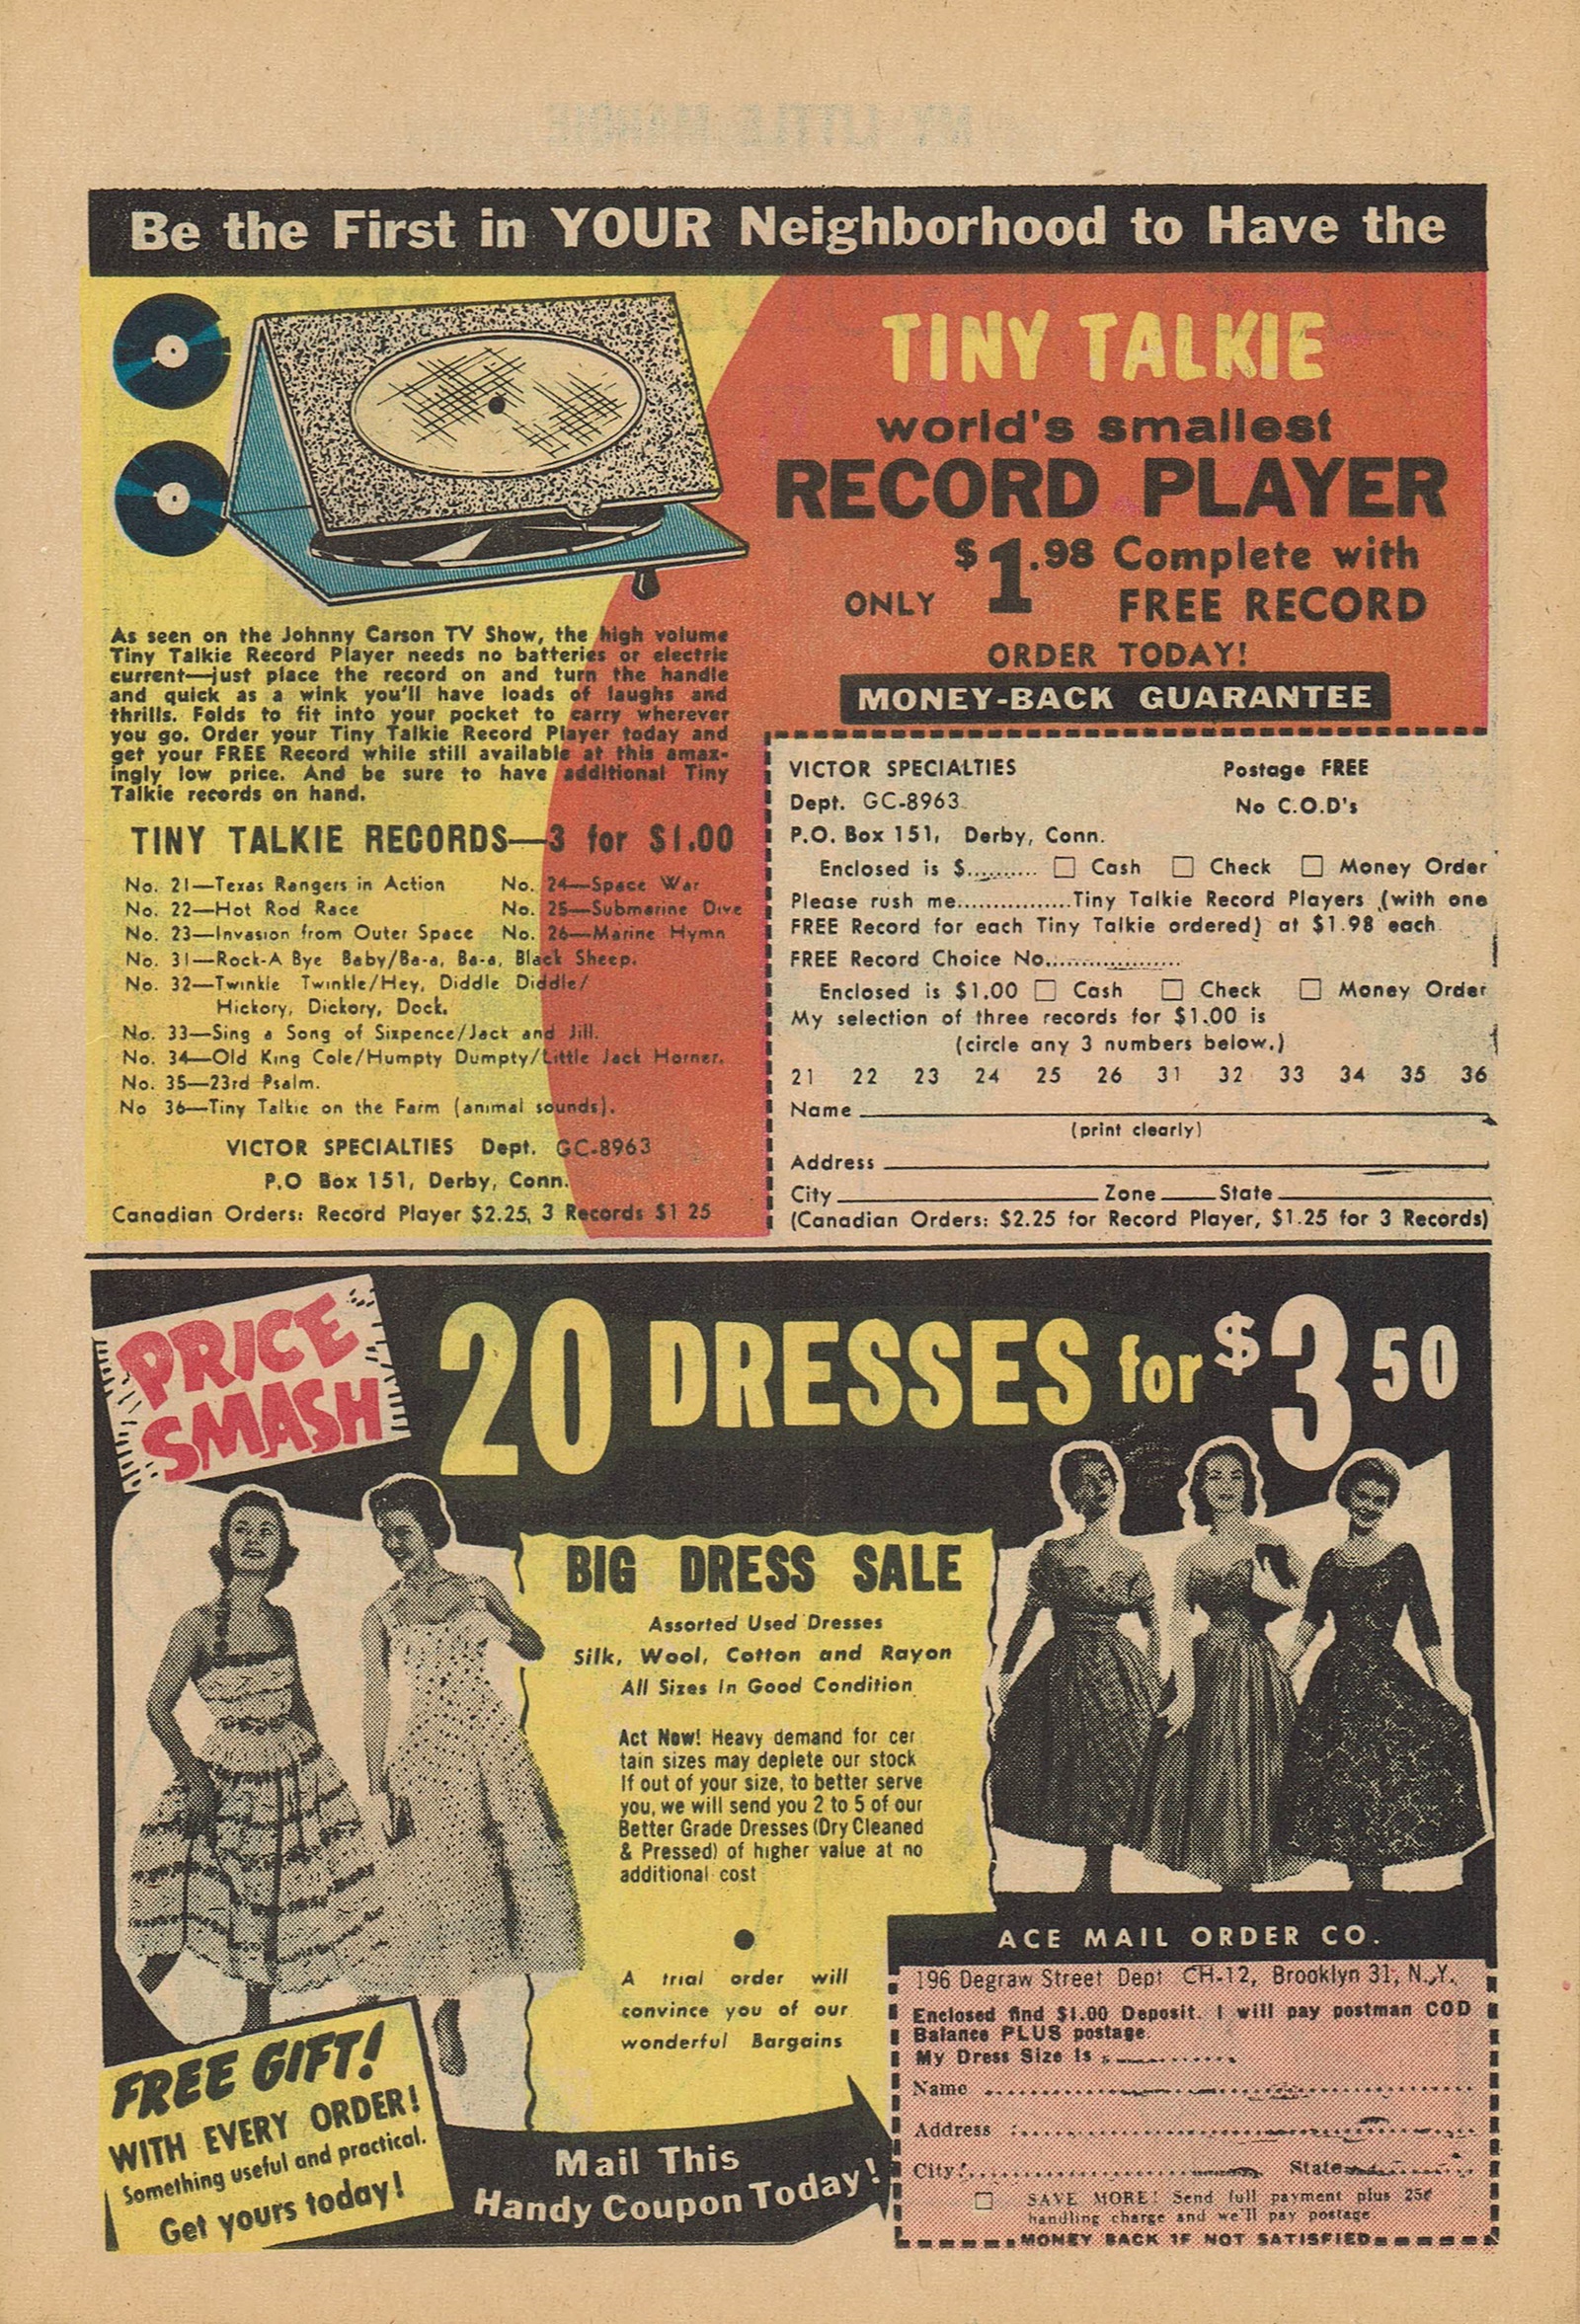 Be the First in YOUR Neighborhood to Have the
TINY TALKIE
world's smallest
RECORD PLAYER
ONLY $1.98 Complete with
FREE RECORD
ORDER TODAY!
MONEY-BACK GUARANTEE
As seen on the Johnny Carson TV Show, the high volume
Tiny Talkie Record Player needs no batteries or electric
current—just place the record on and turn the handle
and quick as a wink you'll have loads of laughs and
thrills. Folds to fit into your pocket to carry wherever
you go. Order your Tiny Talkie Record Player today and
get your FREE Record while still available at this amaz-
ingly low price. And be sure to have additional Tiny
Talkie records on hand.
TINY TALKIE RECORDS—3 for $1.00
No. 21—Texas Rangers in Action No. 24—Space War
No. 22—Hot Rod Race No. 25—Submarine Dive
No. 23—Invasion from Outer Space No. 26—Marine Hymn
No. 31—Rock-A Bye Baby/Ba-a, Ba-a, Black Sheep.
No. 32—Twinkle Twinkle/Hey, Diddle Diddle/
Hickory, Dickory, Dock.
No. 33—Sing a Song of Sixpence/Jack and Jill.
No. 34—Old King Cole/Humpty Dumpty/Little Jack Horner.
No. 35—23rd Psalm.
No 36—Tiny Talkie on the Farm (animal sounds).
VICTOR SPECIALTIES Dept. GC-8963
P.O Box 151, Derby, Conn.
Canadian Orders: Record Player $2.25, 3 Records $1 25
VICTOR SPECIALTIES Postage FREE
Dept. GC-8963 No C.O.D's
P.O. Box 151, Derby, Conn.
Enclosed is $.......... □ Cash □ Check □ Money Order
Please rush me................Tiny Talkie Record Players (with one
FREE Record for each Tiny Talkie ordered) at $1.98 each
FREE Record Choice No...................
Enclosed is $1.00 □ Cash □ Check □ Money Order
My selection of three records for $1.00 is
(circle any 3 numbers below.)
21 22 23 24 25 26 31 32 33 34 35 36
Name
(print clearly)
Address
City Zone State
(Canadian Orders: $2.25 for Record Player, $1.25 for 3 Records)
PRICE
SMASH
20 DRESSES for $3 50
BIG DRESS SALE
Assorted Used Dresses
Silk, Wool, Cotton and Rayon
All Sizes In Good Condition
Act Now! Heavy demand for cer
tain sizes may deplete our stock
If out of your size, to better serve
you, we will send you 2 to 5 of our
Better Grade Dresses (Dry Cleaned
& Pressed) of higher value at no
additional cost
A trial order will
convince you of our
wonderful Bargains
FREE GIFT!
WITH EVERY ORDER!
Something useful and practical.
Get yours today!
Mail This
Handy Coupon Today!
ACE MAIL ORDER CO.
196 Degraw Street Dept CH-12, Brooklyn 31, N.Y.
Enclosed find $1.00 Deposit. I will pay postman COD
Balance PLUS postage.
My Dress Size Is
Name
Address
City State
□ SAVE MORE! Send full payment plus 25¢
handling charge and we'll pay postage
MONEY BACK IF NOT SATISFIED